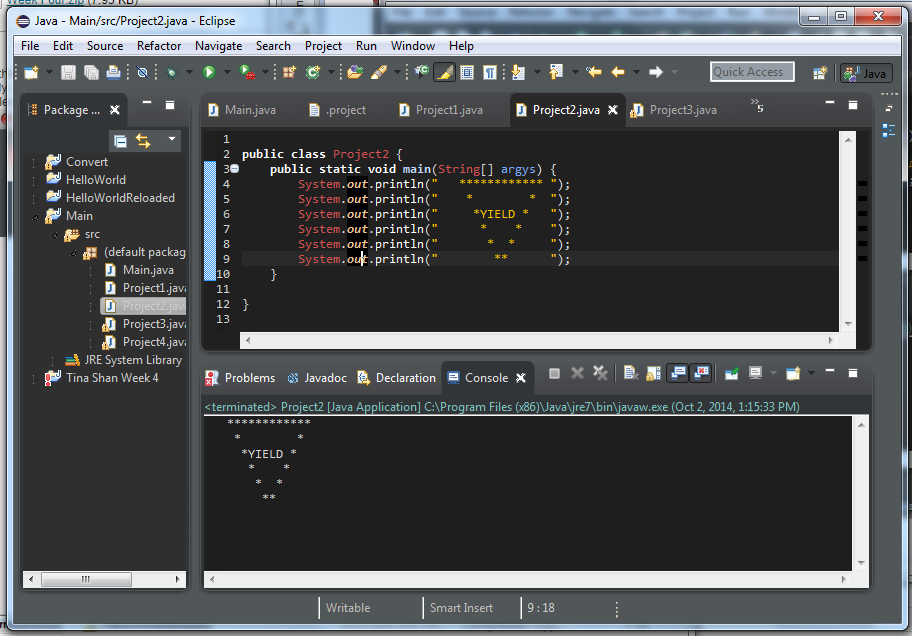 Week Four.zip (7.95 KB)
Java - Main/src/Project2.java - Eclipse
File Edit Source Refactor Navigate Search Project Run Window Help
Quick Access Java
Package ...
Main.java .project Project1.java Project2.java Project3.java »5
Convert
HelloWorld
HelloWorldReloaded
Main
src
(default packag
Main.java
Project1.java
Project2.java
Project3.java
Project4.java
JRE System Library
Tina Shan Week 4
1
2 public class Project2 {
3 public static void main(String[] argys) {
4 System.out.println("   ************ ");
5 System.out.println("    *        *  ");
6 System.out.println("     *YIELD *   ");
7 System.out.println("      *    *    ");
8 System.out.println("       *  *     ");
9 System.out.println("        **      ");
10 }
11
12 }
13
Problems Javadoc Declaration Console
<terminated> Project2 [Java Application] C:\Program Files (x86)\Java\jre7\bin\javaw.exe (Oct 2, 2014, 1:15:33 PM)
   ************
    *        *
     *YIELD *
      *    *
       *  *
        **
Writable Smart Insert 9 : 18